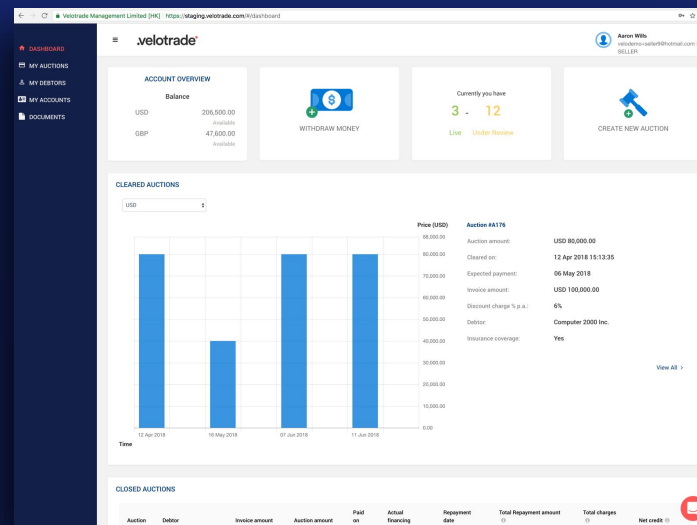 Velotrade Management Limited [HK] https://staging.velotrade.com/#/dashboard
.velotrade
Aaron Wills
SELLER
DASHBOARD
MY AUCTIONS
MY DEBTORS
MY ACCOUNTS
DOCUMENTS
ACCOUNT OVERVIEW
Balance
USD 206,500.00
Available
GBP 47,600.00
Available
WITHDRAW MONEY
Currently you have
3 - 12
Live Under Review
CREATE NEW AUCTION
CLEARED AUCTIONS
USD
Price (USD)
88,000.00
80,000.00
70,000.00
60,000.00
50,000.00
40,000.00
30,000.00
20,000.00
10,000.00
0.00
12 Apr 2018 16 May 2018 07 Jun 2018 11 Jun 2018
Time
Auction #A176
Auction amount: USD 80,000.00
Cleared on: 12 Apr 2018 15:13:35
Expected payment: 06 May 2018
Invoice amount: USD 100,000.00
Discount charge % p.a.: 6%
Debtor: Computer 2000 Inc.
Insurance coverage: Yes
View All >
CLOSED AUCTIONS
Auction Debtor Invoice amount Auction amount Paid on Actual financing Repayment date Total Repayment amount Total charges Net credit